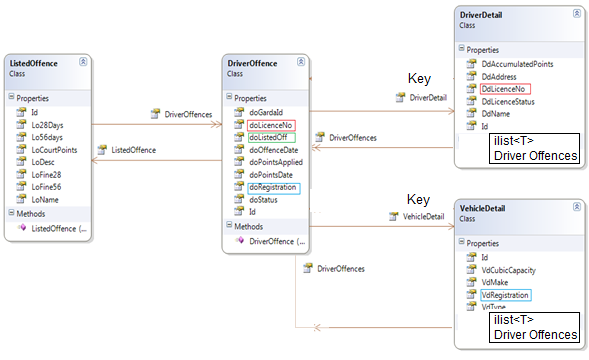 ListedOffence
Class
Properties
Id
Lo28Days
Lo56days
LoCourtPoints
LoDesc
LoFine28
LoFine56
LoName
Methods
ListedOffence (...
DriverOffences
ListedOffence
DriverOffence
Class
Properties
doGardaId
doLicenceNo
doListedOff
doOffenceDate
doPointsApplied
doPointsDate
doRegistration
doStatus
Id
Methods
DriverOffence (...
Key
DriverDetail
DriverOffences
Key
VehicleDetail
DriverOffences
DriverDetail
Class
Properties
DdAccumulatedPoints
DdAddress
DdLicenceNo
DdLicenceStatus
DdName
Id
ilist<T>
Driver Offences
VehicleDetail
Class
Properties
Id
VdCubicCapacity
VdMake
VdRegistration
VdType
ilist<T>
Driver Offences